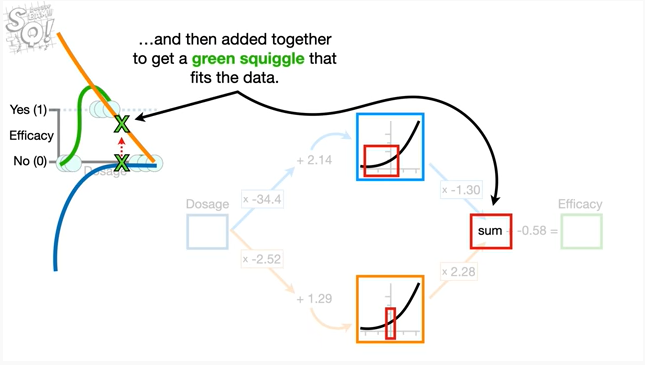 SQ!
…and then added together
to get a green squiggle that
fits the data.
Yes (1)
Efficacy
No (0)
Dosage
+ 2.14
x -34.4
x -1.30
Dosage
Efficacy
sum
-0.58 =
x -2.52
x 2.28
+ 1.29